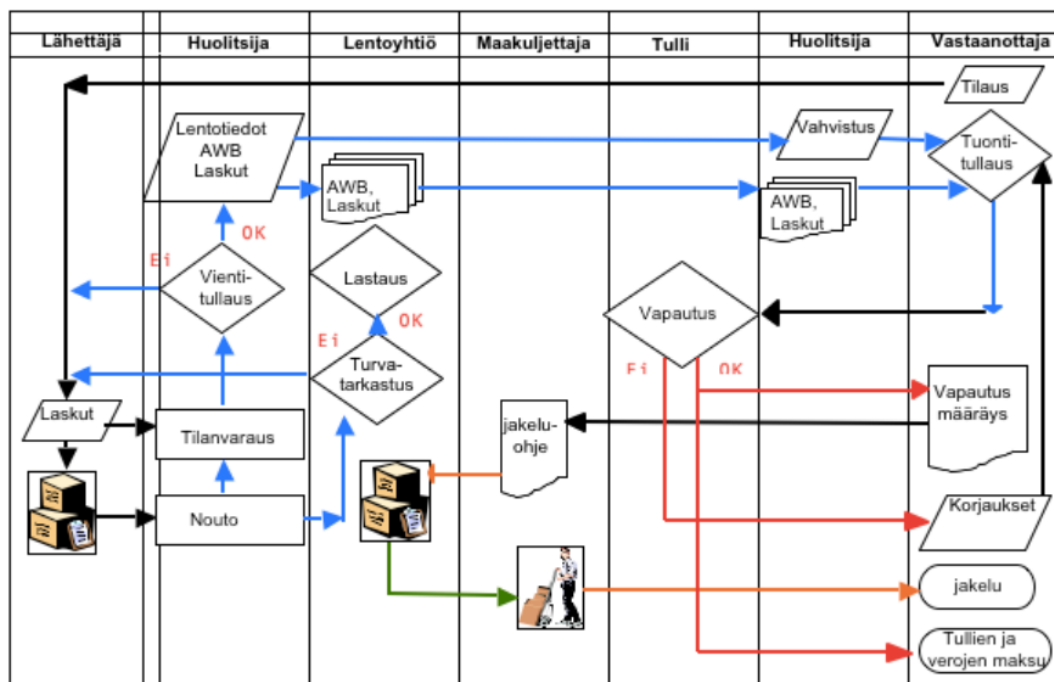 Lähettäjä
Huolitsija
Lentoyhtiö
Maakuljettaja
Tulli
Huolitsija
Vastaanottaja
Tilaus
Lentotiedot
AWB
Laskut
Vahvistus
Tuonti-
tullaus
AWB,
Laskut
AWB,
Laskut
OK
Ei
Vienti-
tullaus
Lastaus
Vapautus
OK
Ei
Turva-
tarkastus
Ei
OK
Vapautus
määräys
Laskut
Tilanvaraus
jakelu-
ohje
Nouto
Korjaukset
jakelu
Tullien ja
verojen maksu